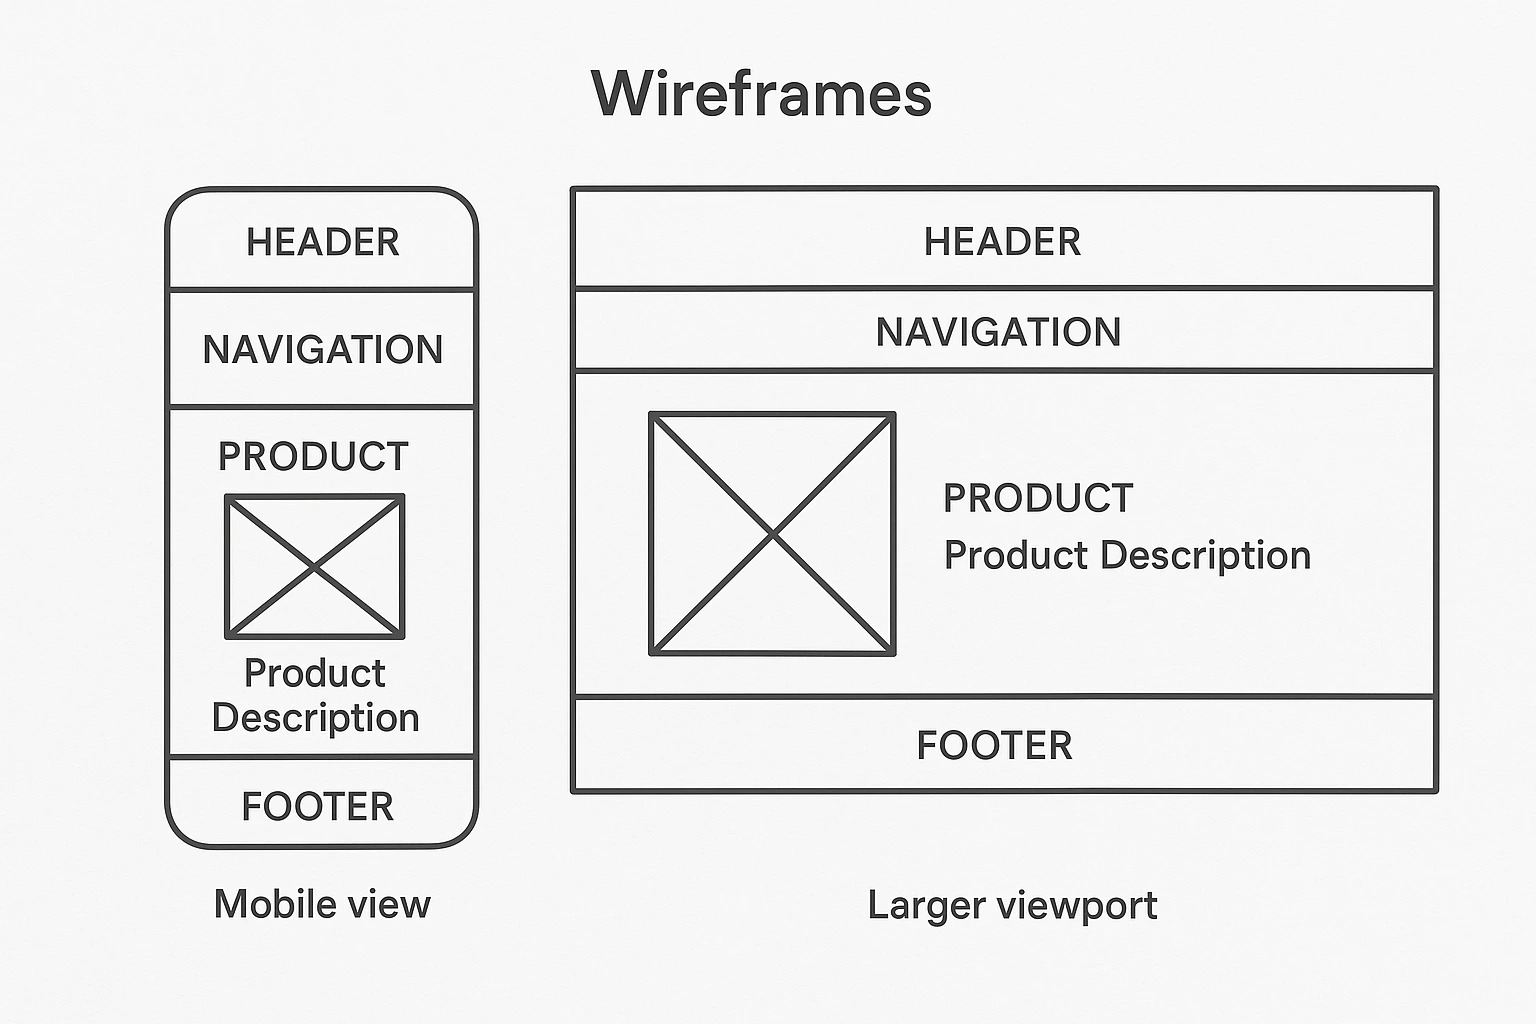 Wireframes
HEADER
NAVIGATION
PRODUCT
Product
Description
FOOTER
Mobile view
HEADER
NAVIGATION
PRODUCT
Product Description
FOOTER
Larger viewport